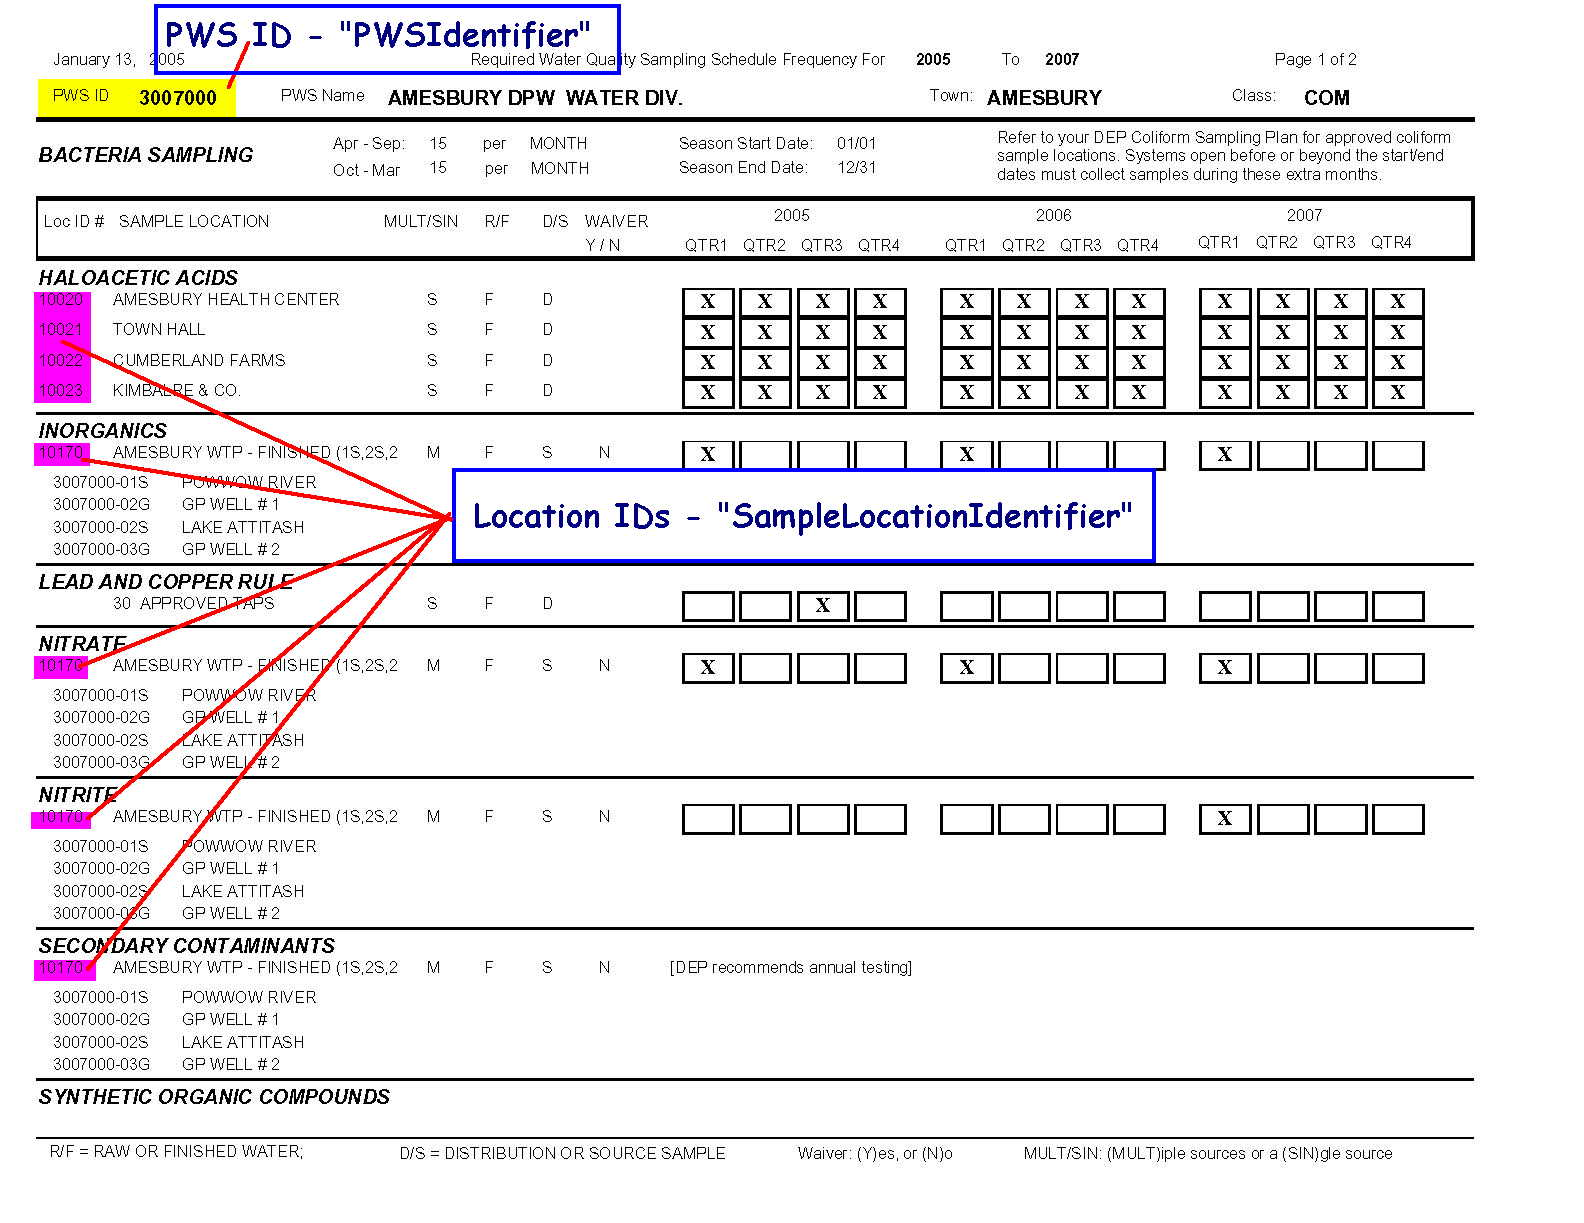 PWS ID - "PWSIdentifier"
January 13, 2005 Required Water Quality Sampling Schedule Frequency For 2005 To 2007 Page 1 of 2
PWS ID 3007000 PWS Name AMESBURY DPW WATER DIV. Town: AMESBURY Class: COM
BACTERIA SAMPLING
Apr - Sep: 15 per MONTH Season Start Date: 01/01
Oct - Mar 15 per MONTH Season End Date: 12/31
Refer to your DEP Coliform Sampling Plan for approved coliform
sample locations. Systems open before or beyond the start/end
dates must collect samples during these extra months.
Loc ID # SAMPLE LOCATION MULT/SIN R/F D/S WAIVER 2005 2006 2007
Y / N QTR1 QTR2 QTR3 QTR4 QTR1 QTR2 QTR3 QTR4 QTR1 QTR2 QTR3 QTR4
HALOACETIC ACIDS
10020 AMESBURY HEALTH CENTER S F D X X X X X X X X X X X X
10021 TOWN HALL S F D X X X X X X X X X X X X
10022 CUMBERLAND FARMS S F D X X X X X X X X X X X X
10023 KIMBALRE & CO. S F D X X X X X X X X X X X X
INORGANICS
10170 AMESBURY WTP - FINISHED (1S,2S,2 M F S N X X X
3007000-01S POWWOW RIVER
3007000-02G GP WELL # 1
Location IDs - "SampleLocationIdentifier"
3007000-02S LAKE ATTITASH
3007000-03G GP WELL # 2
LEAD AND COPPER RULE
30 APPROVED TAPS S F D X
NITRATE
10170 AMESBURY WTP - FINISHED (1S,2S,2 M F S N X X X
3007000-01S POWWOW RIVER
3007000-02G GP WELL # 1
3007000-02S LAKE ATTITASH
3007000-03G GP WELL # 2
NITRITE
10170 AMESBURY WTP - FINISHED (1S,2S,2 M F S N X
3007000-01S POWWOW RIVER
3007000-02G GP WELL # 1
3007000-02S LAKE ATTITASH
3007000-03G GP WELL # 2
SECONDARY CONTAMINANTS
10170 AMESBURY WTP - FINISHED (1S,2S,2 M F S N [DEP recommends annual testing]
3007000-01S POWWOW RIVER
3007000-02G GP WELL # 1
3007000-02S LAKE ATTITASH
3007000-03G GP WELL # 2
SYNTHETIC ORGANIC COMPOUNDS
R/F = RAW OR FINISHED WATER; D/S = DISTRIBUTION OR SOURCE SAMPLE Waiver: (Y)es, or (N)o MULT/SIN: (MULT)iple sources or a (SIN)gle source